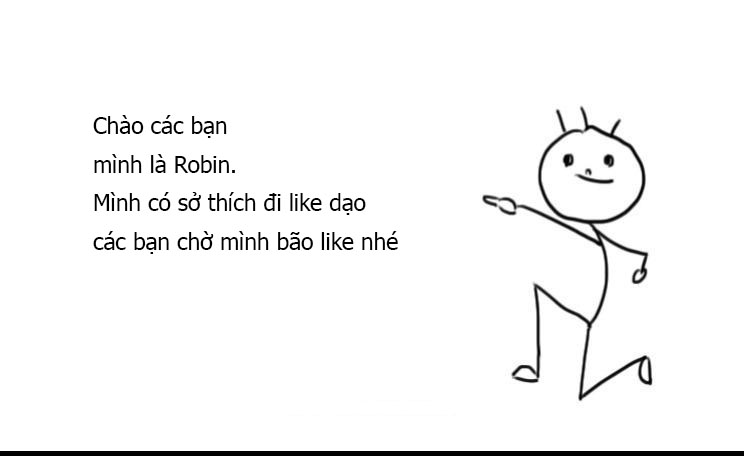 Chào các bạn
mình là Robin.
Mình có sở thích đi like dạo
các bạn chờ mình bão like nhé